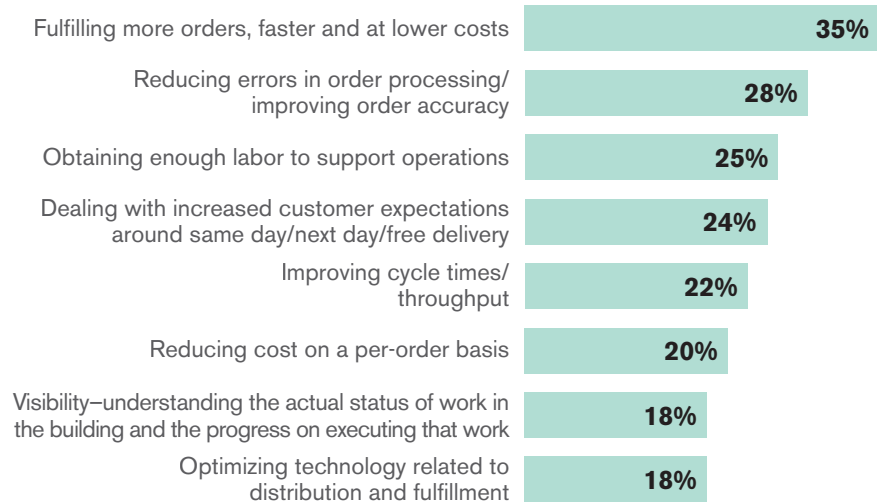 Fulfilling more orders, faster and at lower costs
35%
Reducing errors in order processing/
improving order accuracy
28%
Obtaining enough labor to support operations
25%
Dealing with increased customer expectations
around same day/next day/free delivery
24%
Improving cycle times/
throughput
22%
Reducing cost on a per-order basis
20%
Visibility–understanding the actual status of work in
the building and the progress on executing that work
18%
Optimizing technology related to
distribution and fulfillment
18%